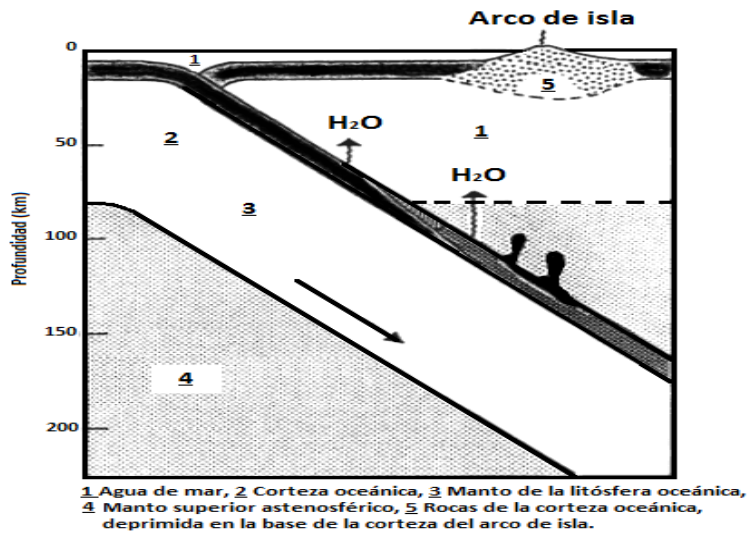 Arco de isla
0
1
5
H₂O
1
50
2
H₂O
3
100
Profundidad (km)
150
4
200
1 Agua de mar, 2 Corteza oceánica, 3 Manto de la litósfera oceánica,
4 Manto superior astenosférico, 5 Rocas de la corteza oceánica,
deprimida en la base de la corteza del arco de isla.